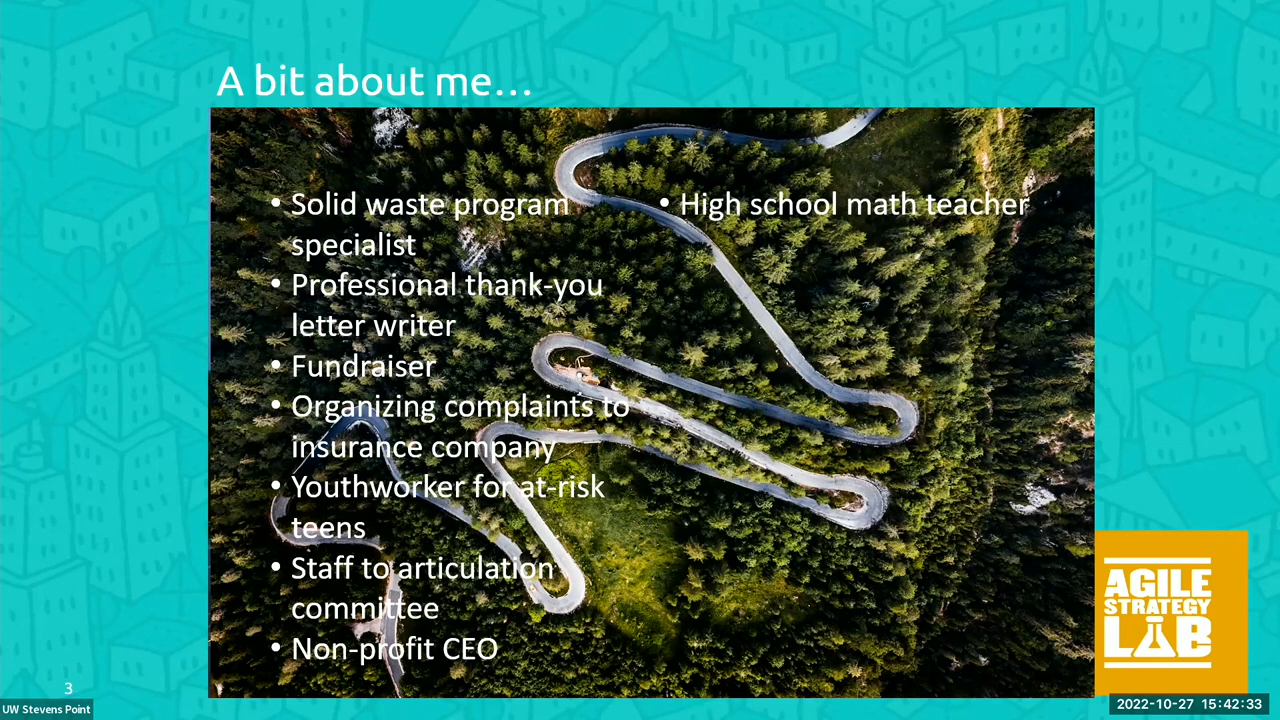 A bit about me…
• Solid waste program
specialist
• Professional thank-you
letter writer
• Fundraiser
• Organizing complaints to
insurance company
• Youthworker for at-risk
teens
• Staff to articulation
committee
• Non-profit CEO
• High school math teacher
AGILE
STRATEGY
LAB
3
UW Stevens Point
2022-10-27 15:42:33